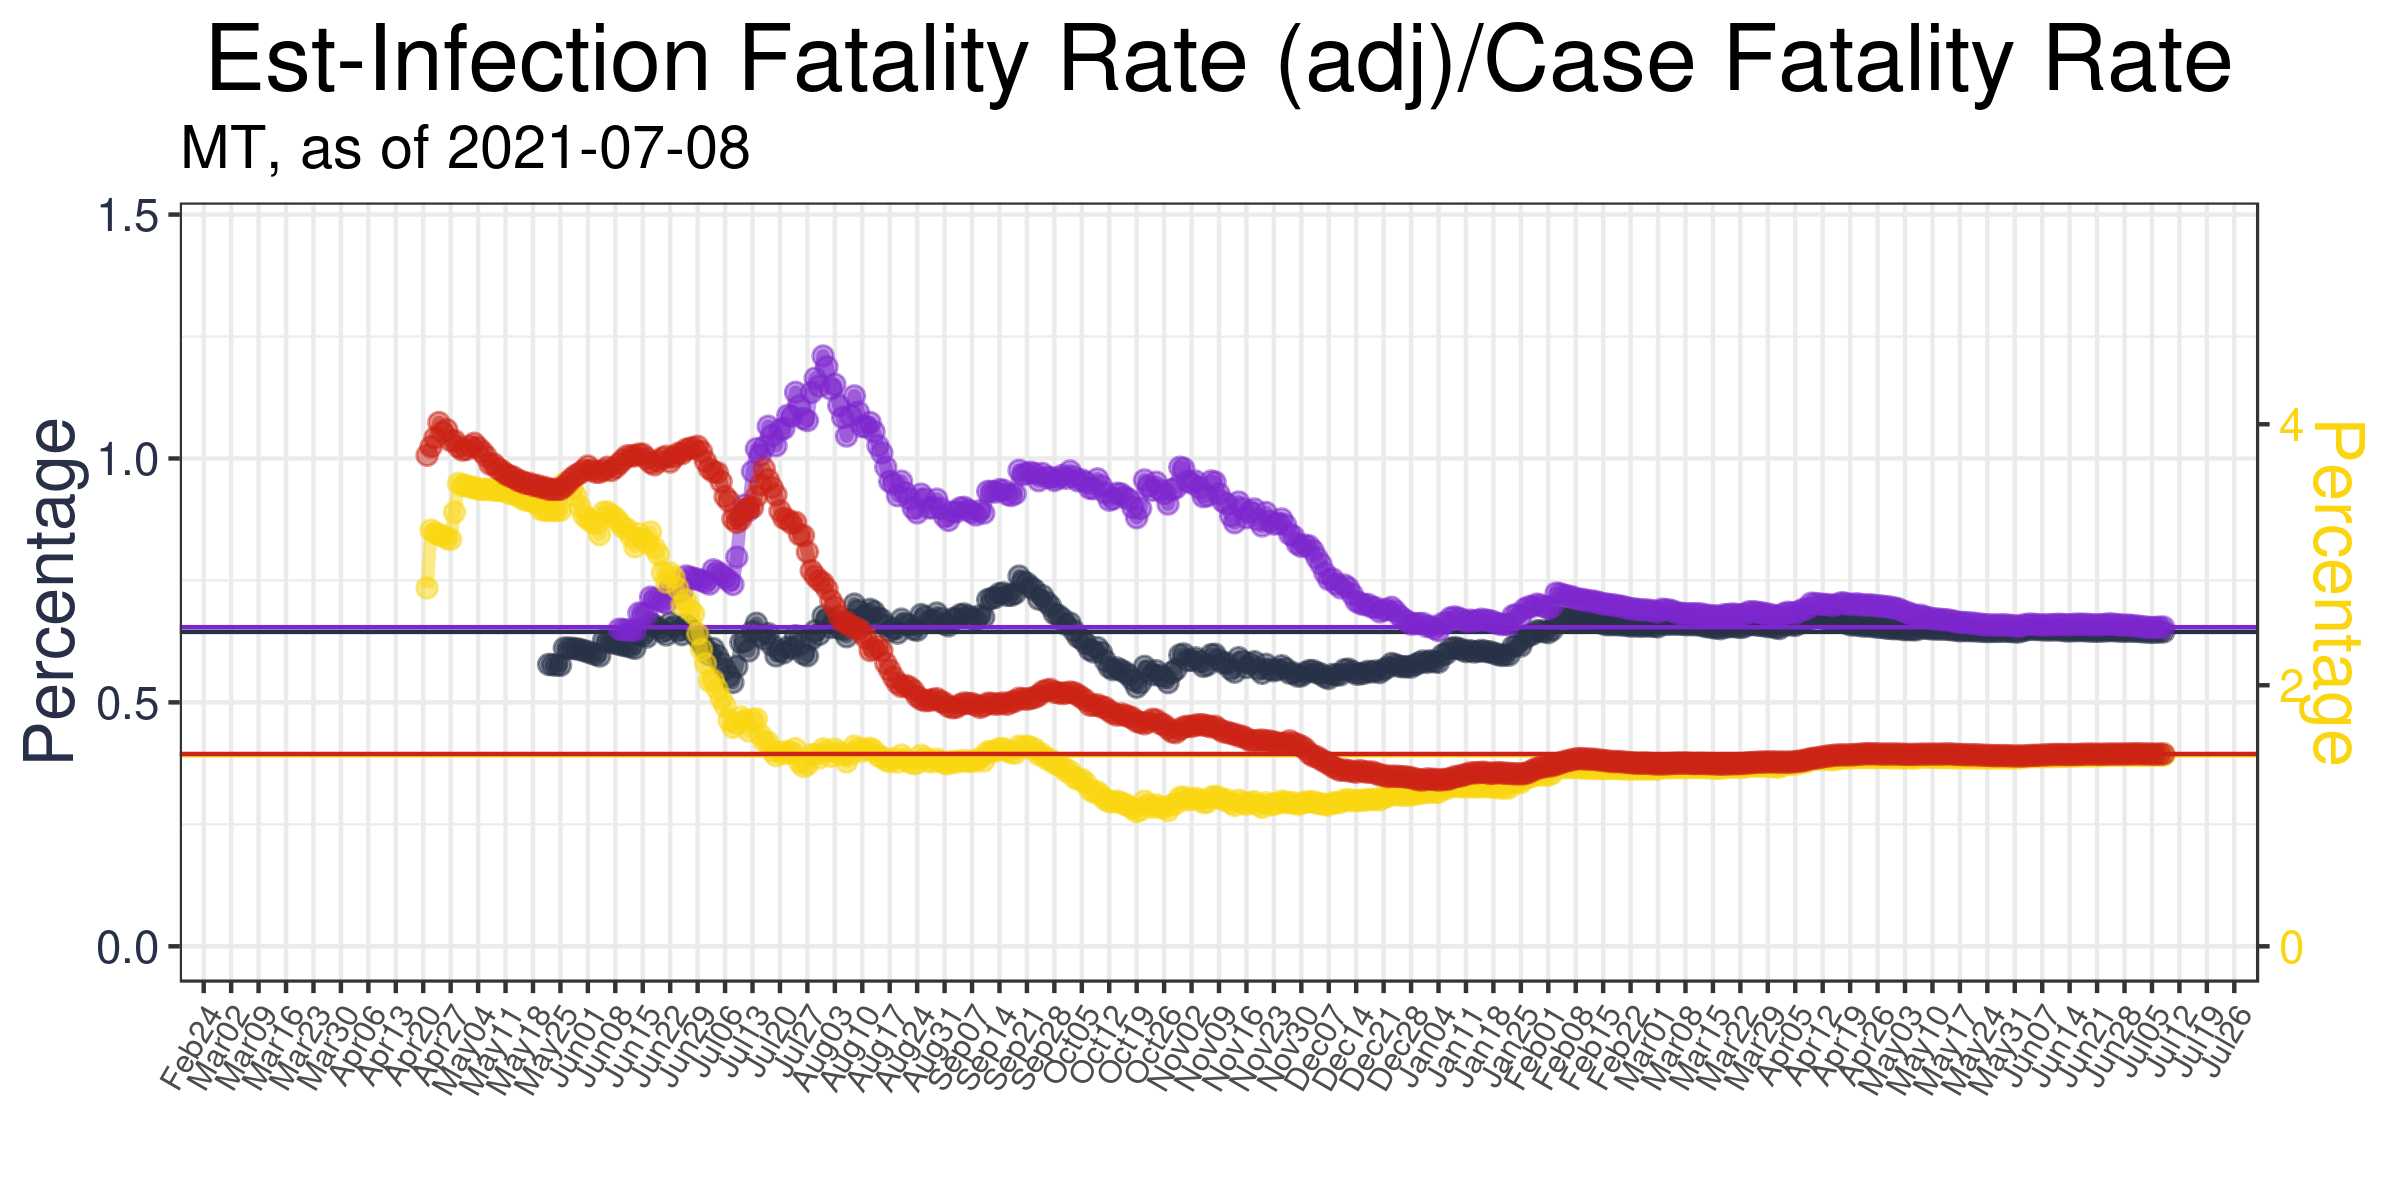 Est-Infection Fatality Rate (adj)/Case Fatality Rate
MT, as of 2021-07-08
Percentage
1.5
1.0
0.5
0.0
4
2
0
Percentage
Feb24
Mar02
Mar09
Mar16
Mar23
Mar30
Apr06
Apr13
Apr20
Apr27
May04
May11
May18
May25
Jun01
Jun08
Jun15
Jun22
Jun29
Jul06
Jul13
Jul20
Jul27
Aug03
Aug10
Aug17
Aug24
Aug31
Sep07
Sep14
Sep21
Sep28
Oct05
Oct12
Oct19
Oct26
Nov02
Nov09
Nov16
Nov23
Nov30
Dec07
Dec14
Dec21
Dec28
Jan04
Jan11
Jan18
Jan25
Feb01
Feb08
Feb15
Feb22
Mar01
Mar08
Mar15
Mar22
Mar29
Apr05
Apr12
Apr19
Apr26
May03
May10
May17
May24
May31
Jun07
Jun14
Jun21
Jun28
Jul05
Jul12
Jul19
Jul26